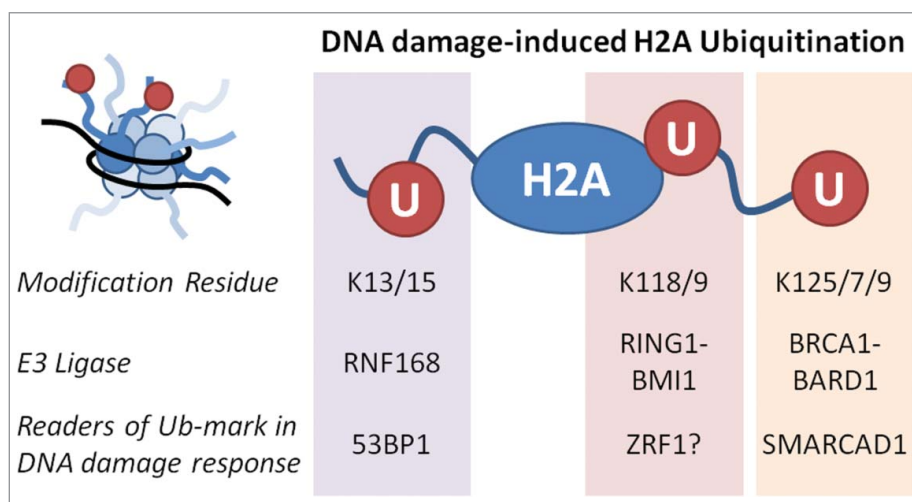 DNA damage-induced H2A Ubiquitination
U
H2A
U
U
Modification Residue K13/15 K118/9 K125/7/9
E3 Ligase RNF168 RING1-
BMI1 BRCA1-
BARD1
Readers of Ub-mark in
DNA damage response 53BP1 ZRF1? SMARCAD1